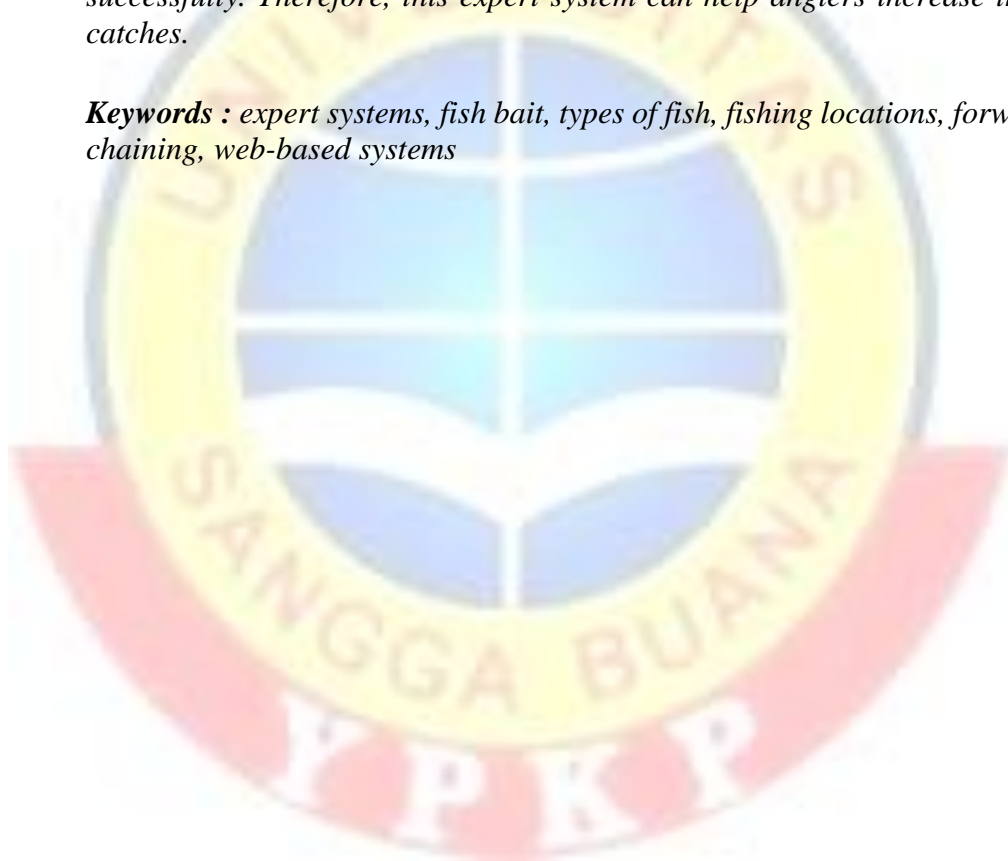 successfully. Therefore, this expert system can help anglers increase
catches.
Keywords : expert systems, fish bait, types of fish, fishing locations,
chaining, web-based systems
UNIVERSITAS
SANGGA BUANA
YPKP